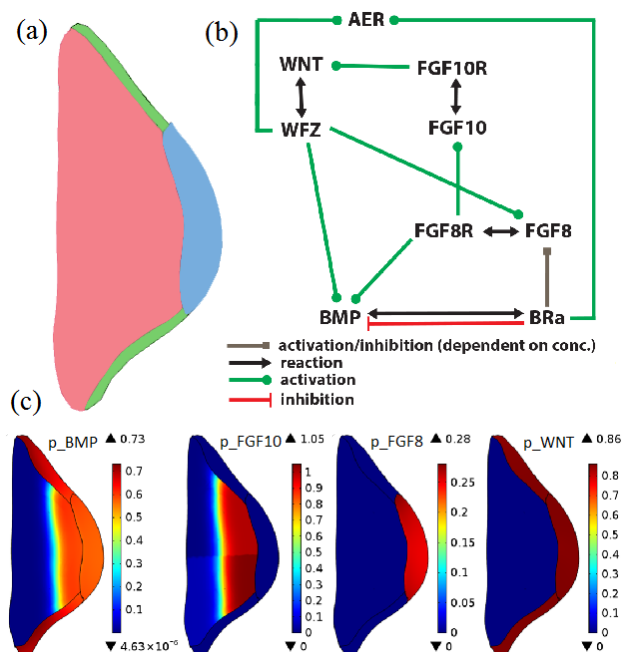 (a)
(b)
AER
WNT
FGF10R
WFZ
FGF10
FGF8R
FGF8
BMP
BRa
activation/inhibition (dependent on conc.)
reaction
activation
inhibition
(c)
p_BMP ▲ 0.73
0.7
0.6
0.5
0.4
0.3
0.2
0.1
▼ 4.63×10⁻⁶
p_FGF10 1.05
▲
1
0.9
0.8
0.7
0.6
0.5
0.4
0.3
0.2
0.1
0
▼ 0
p_FGF8 ▲ 0.28
0.25
0.2
0.15
0.1
0.05
0
▼ 0
p_WNT ▲ 0.86
0.8
0.7
0.6
0.5
0.4
0.3
0.2
0.1
0
▼ 0